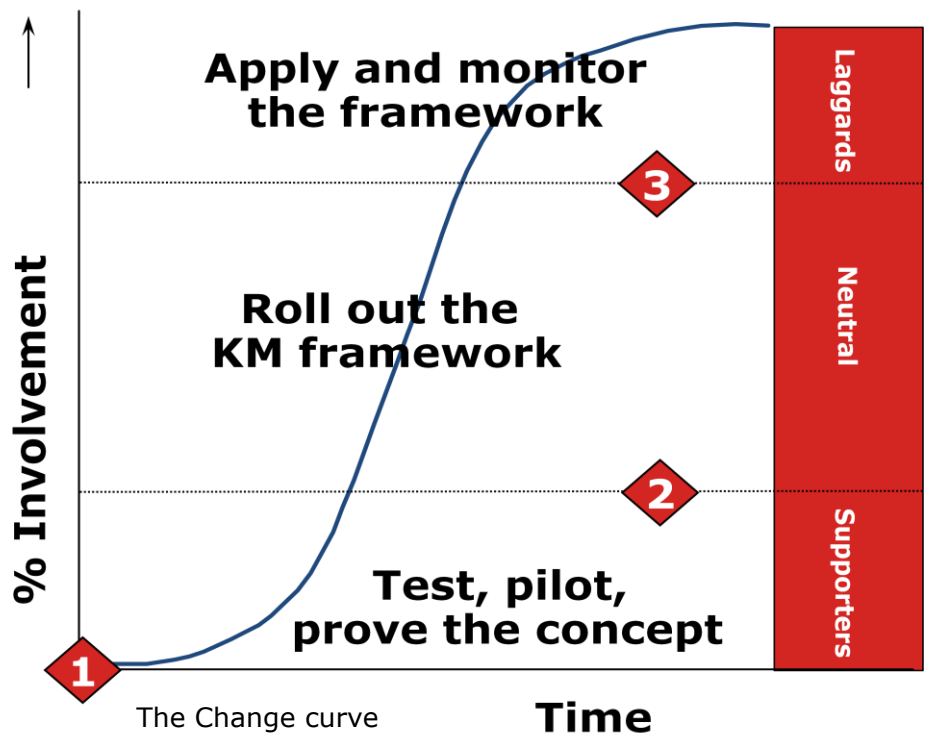 Apply and monitor
the framework
Laggards
3
% Involvement
Roll out the
KM framework
Neutral
2
Test, pilot,
prove the concept
Supporters
1
The Change curve
Time